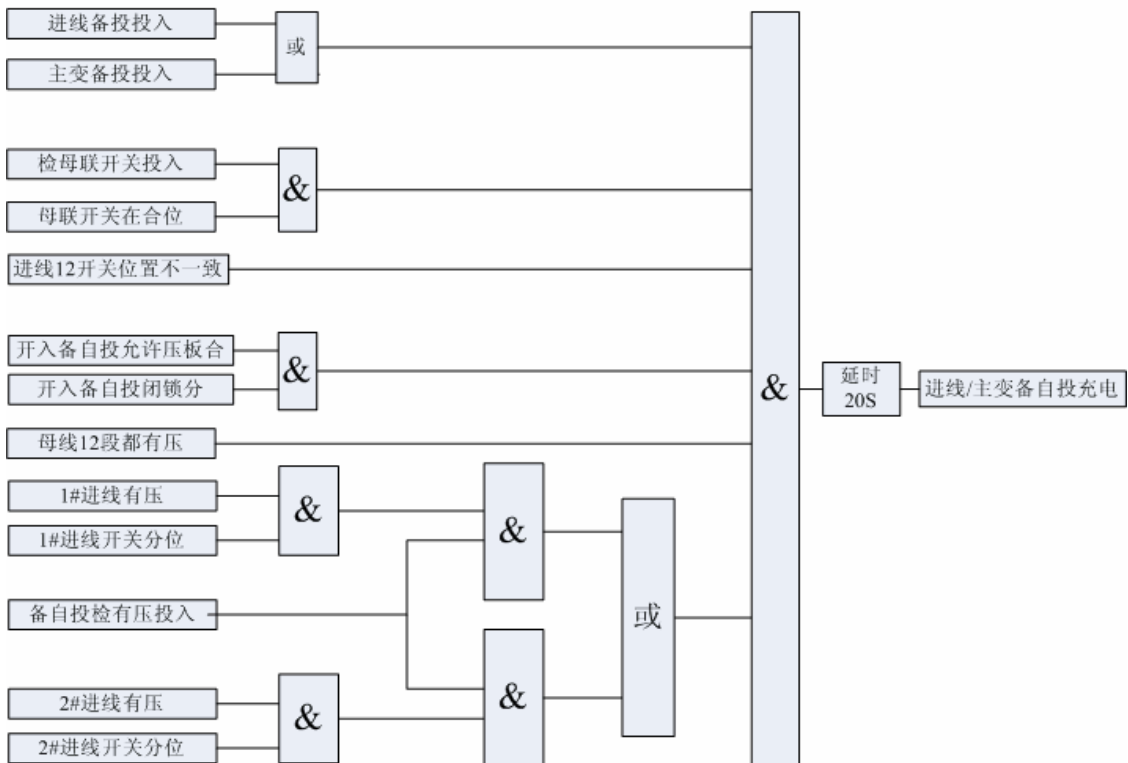 进线备投投入
或
主变备投投入
检母联开关投入
&
母联开关在合位
进线12开关位置不一致
开入备自投允许压板合
&
开入备自投闭锁分
&
延时
20S
进线/主变备自投充电
母线12段都有压
1#进线有压
&
1#进线开关分位
&
备自投检有压投入
或
2#进线有压
&
2#进线开关分位
&